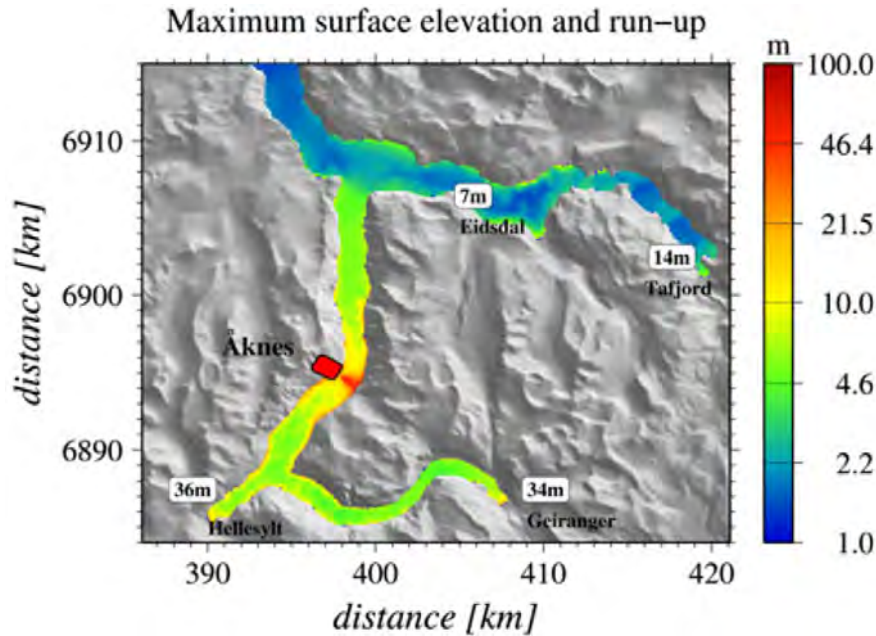 Maximum surface elevation and run−up
m
100.0
46.4
21.5
10.0
4.6
2.2
1.0
6910
6900
6890
distance [km]
7m
Eidsdal
14m
Tafjord
Åknes
36m
Hellesylt
34m
Geiranger
390
400
410
420
distance [km]